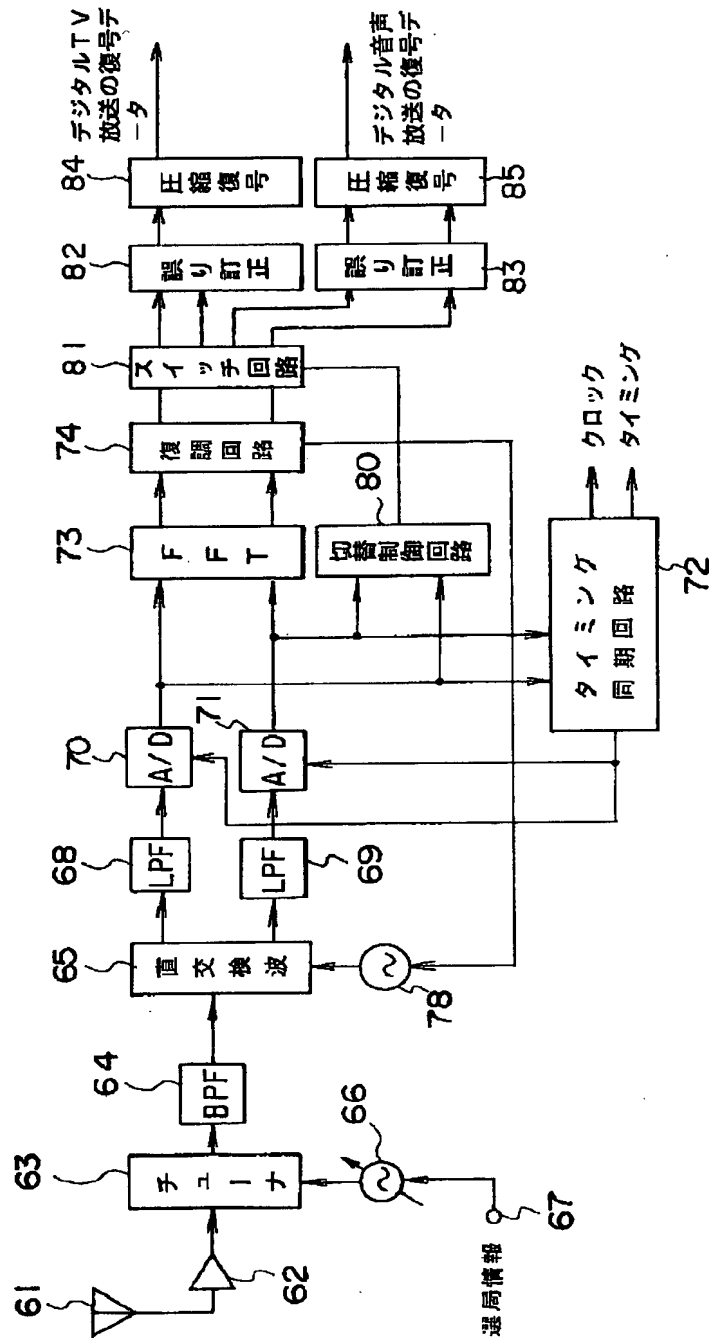 61
62
63
チューナ
64
BPF
65
直交検波
66
67
選局情報
68
LPF
69
LPF
70
A/D
71
A/D
72
タイミング
同期回路
クロック
タイミング
73
FFT
74
復調回路
78
80
切替制御回路
81
スイッチ回路
82
誤り訂正
83
誤り訂正
84
圧縮復号
85
圧縮復号
デジタルTV
放送の復号デ
ータ
デジタル音声
放送の復号デ
ータ